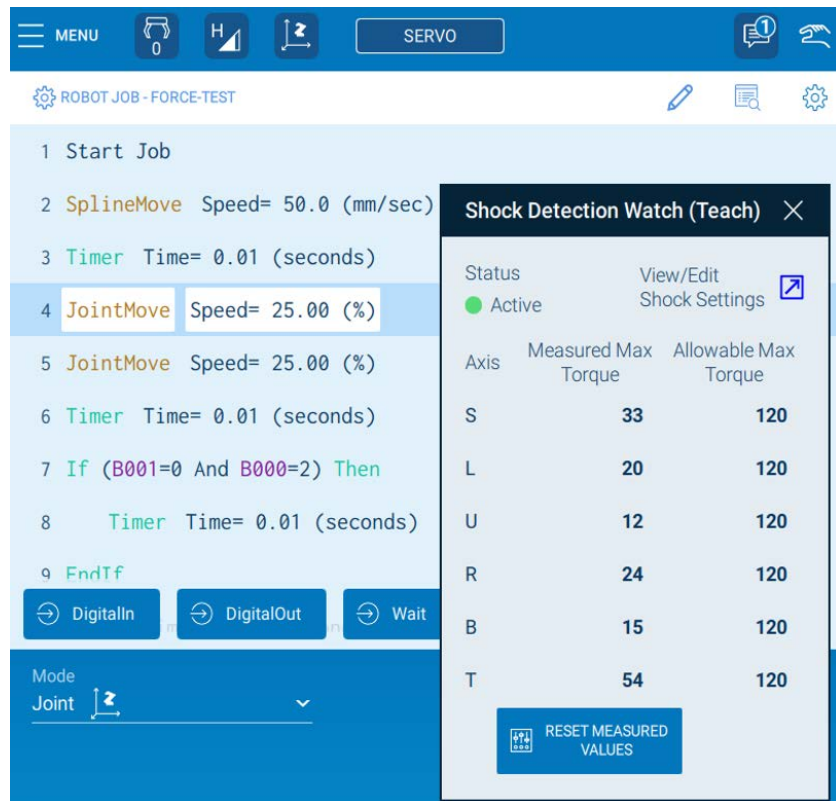 MENU
0
H
SERVO
1
ROBOT JOB - FORCE-TEST
1 Start Job
2 SplineMove Speed= 50.0 (mm/sec)
3 Timer Time= 0.01 (seconds)
4 JointMove Speed= 25.00 (%)
5 JointMove Speed= 25.00 (%)
6 Timer Time= 0.01 (seconds)
7 If (B001=0 And B000=2) Then
8 Timer Time= 0.01 (seconds)
9 EndIf
DigitalIn DigitalOut Wait
Mode
Joint
Shock Detection Watch (Teach)
Status
Active
View/Edit
Shock Settings
Axis Measured Max Torque Allowable Max Torque
S 33 120
L 20 120
U 12 120
R 24 120
B 15 120
T 54 120
RESET MEASURED
VALUES